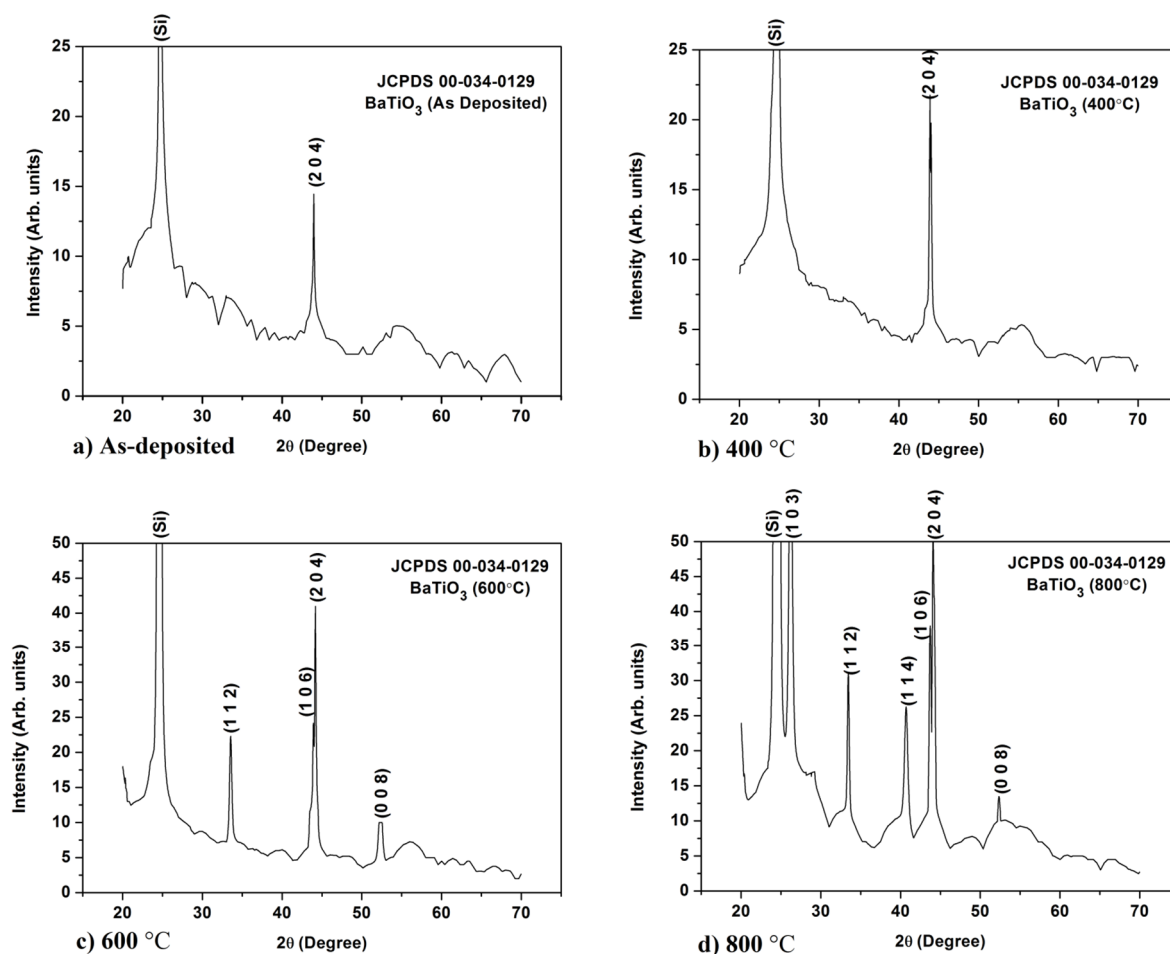 (Si)
25
20
15
10
5
0
Intensity (Arb. units)
JCPDS 00-034-0129
BaTiO3 (As Deposited)
(2 0 4)
20 30 40 50 60 70
2θ (Degree)
a) As-deposited
(Si)
25
20
15
10
5
0
Intensity (Arb. units)
(2 0 4)
JCPDS 00-034-0129
BaTiO3 (400°C)
20 30 40 50 60 70
2θ (Degree)
b) 400 °C
(Si)
50
45
40
35
30
25
20
15
10
5
0
Intensity (Arb. units)
JCPDS 00-034-0129
BaTiO3 (600°C)
(1 1 2)
(1 0 6)
(2 0 4)
(0 0 8)
20 30 40 50 60 70
2θ (Degree)
c) 600 °C
(Si)
(1 0 3)
50
45
40
35
30
25
20
15
10
5
0
Intensity (Arb. units)
(1 1 2)
(1 1 4)
(1 0 6)
(2 0 4)
(0 0 8)
JCPDS 00-034-0129
BaTiO3 (800°C)
20 30 40 50 60 70
2θ (Degree)
d) 800 °C